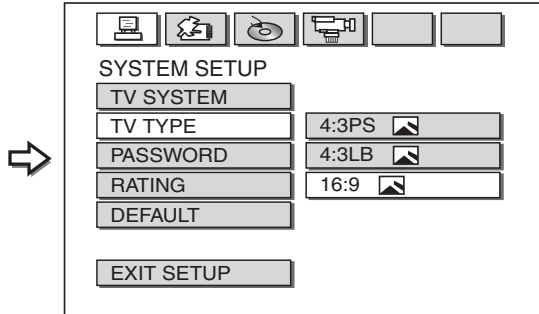 SYSTEM SETUP
TV SYSTEM
TV TYPE
4:3PS
PASSWORD
4:3LB
RATING
16:9
DEFAULT
EXIT SETUP